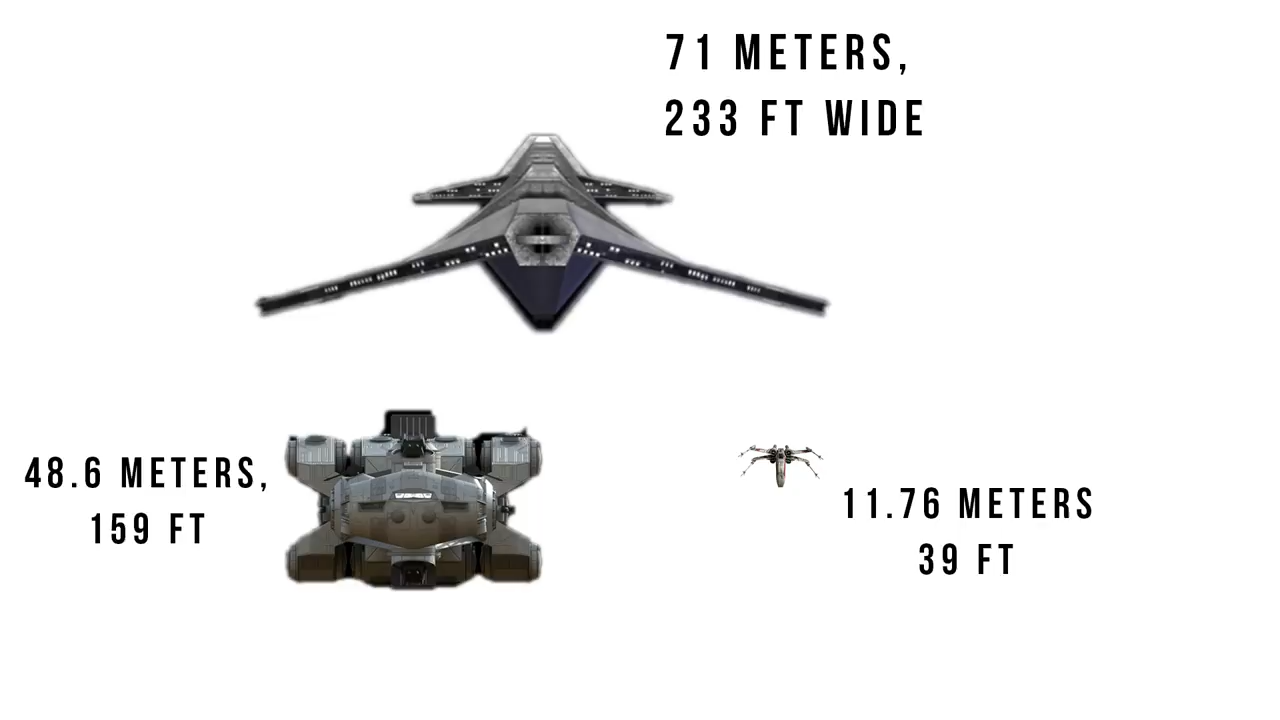 71 METERS,
233 FT WIDE
48.6 METERS,
159 FT
11.76 METERS
39 FT